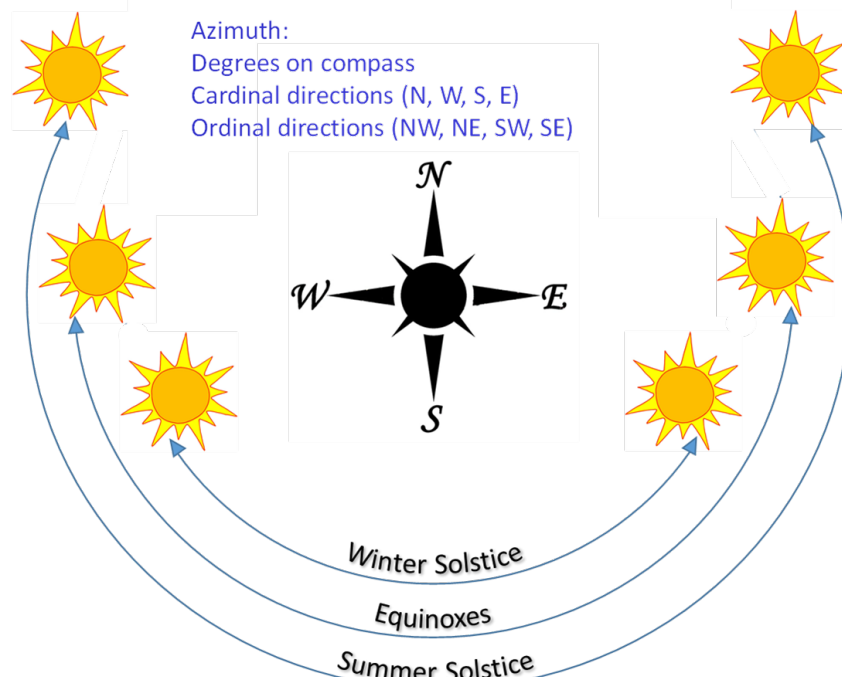 Azimuth:
Degrees on compass
Cardinal directions (N, W, S, E)
Ordinal directions (NW, NE, SW, SE)
N
W
E
S
Winter Solstice
Equinoxes
Summer Solstice